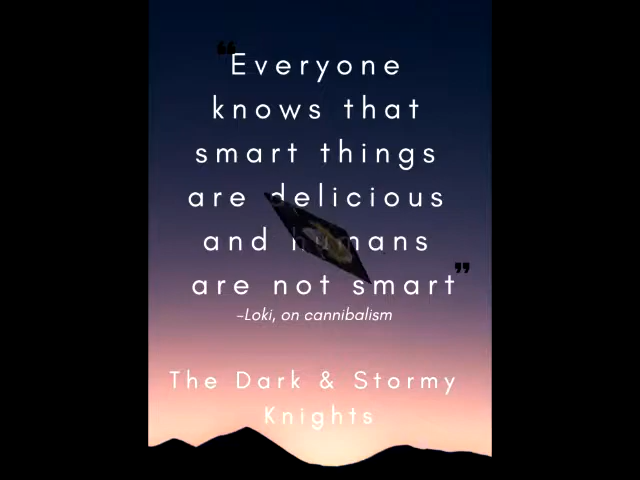 “Everyone
knows that
smart things
are delicious
and humans
are not smart”
–Loki, on cannibalism
The Dark & Stormy
Knights